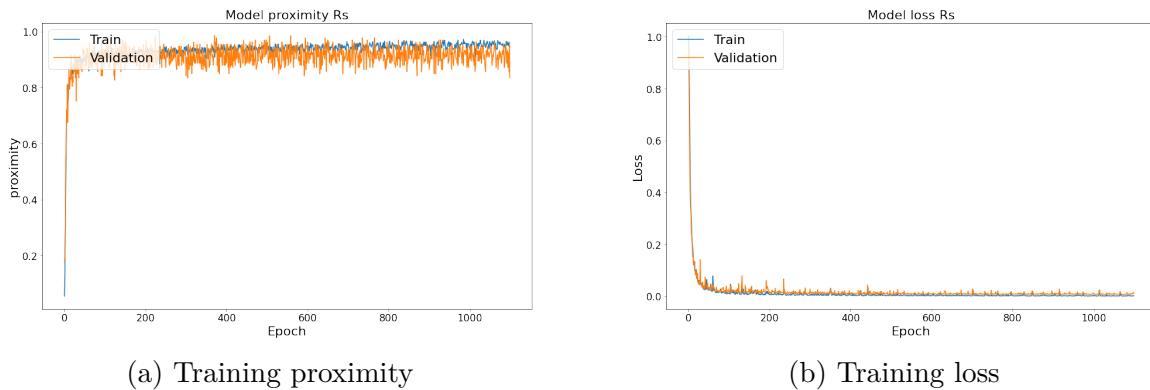 Model proximity Rs
Train
Validation
1.0
0.8
0.6
0.4
0.2
proximity
0
200
400
600
800
1000
Epoch
(a) Training proximity
Model loss Rs
Train
Validation
1.0
0.8
0.6
0.4
0.2
0.0
Loss
0
200
400
600
800
1000
Epoch
(b) Training loss